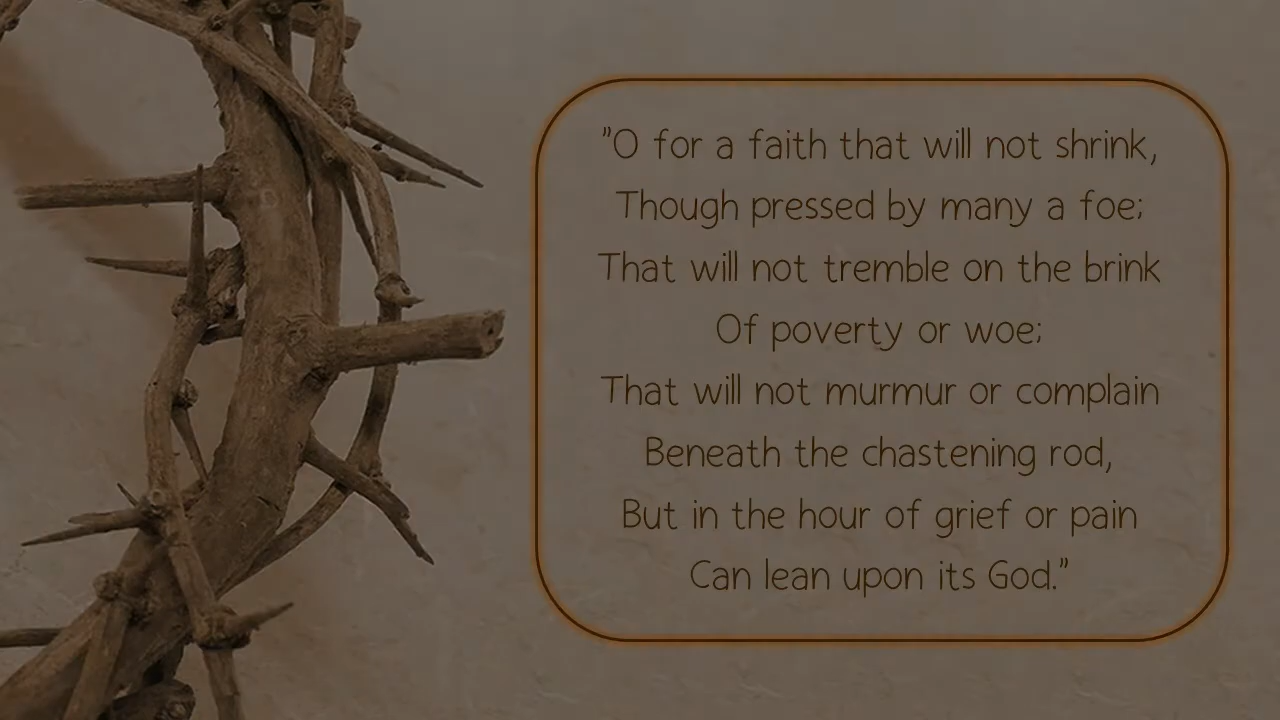 "O for a faith that will not shrink,
Though pressed by many a foe;
That will not tremble on the brink
Of poverty or woe;
That will not murmur or complain
Beneath the chastening rod,
But in the hour of grief or pain
Can lean upon its God."